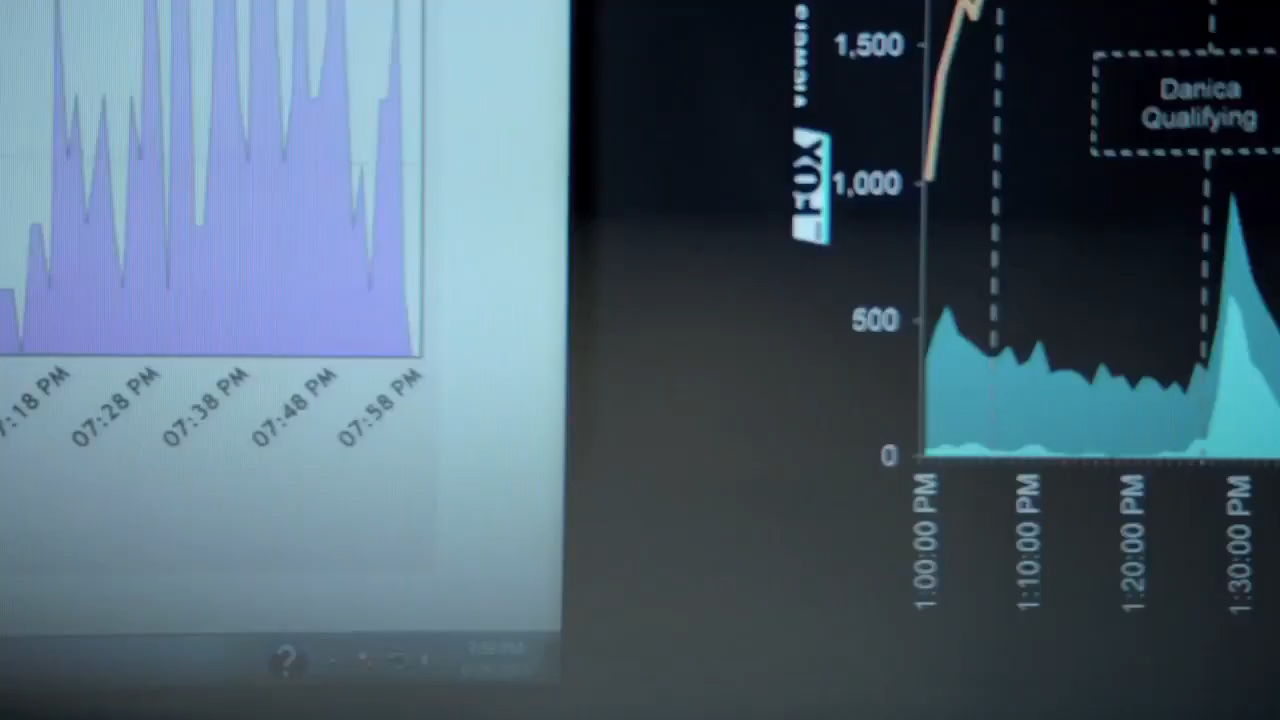 7:18 PM
07:28 PM
07:38 PM
07:48 PM
07:58 PM
?
FOX
1,500
1,000
500
0
Danica
Qualifying
1:00:00 PM
1:10:00 PM
1:20:00 PM
1:30:00 PM